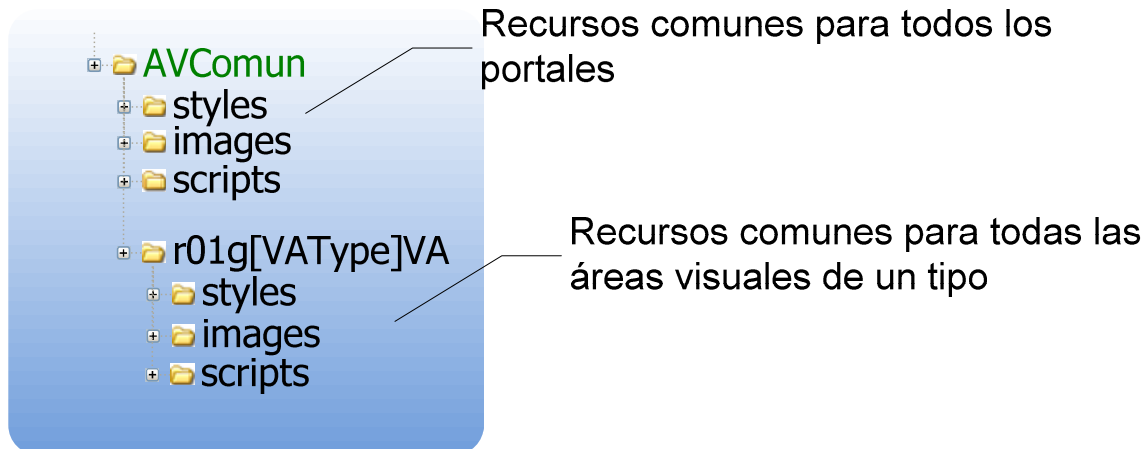 Recursos comunes para todos los
portales
AVComun
styles
images
scripts
r01g[VAType]VA
styles
images
scripts
Recursos comunes para todas las
áreas visuales de un tipo